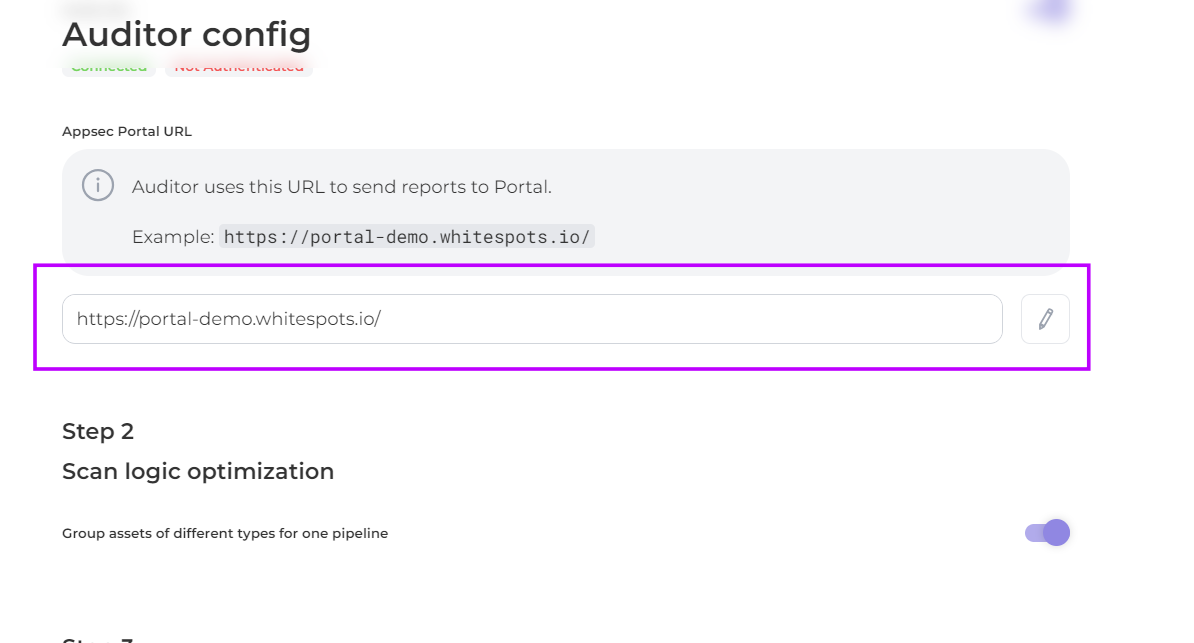 Auditor config
Connected Not Authenticated
Appsec Portal URL
Auditor uses this URL to send reports to Portal.
Example: https://portal-demo.whitespots.io/
https://portal-demo.whitespots.io/
Step 2
Scan logic optimization
Group assets of different types for one pipeline
Step 3